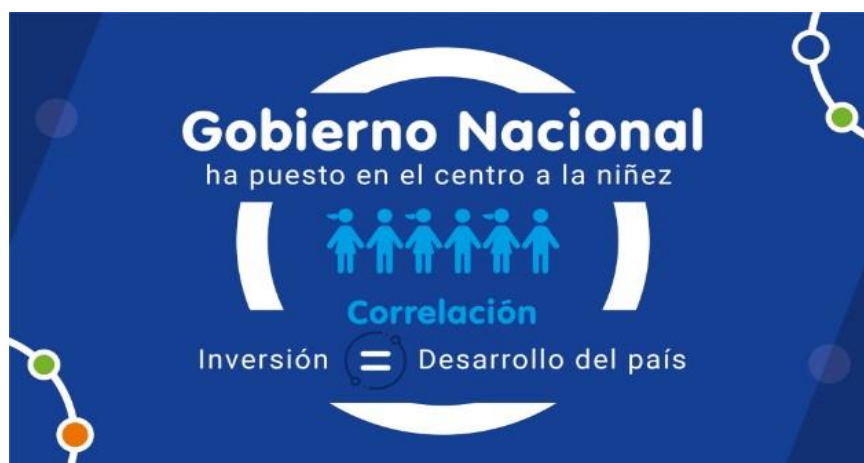 Gobierno Nacional
ha puesto en el centro a la niñez
Correlación
Inversión = Desarrollo del país